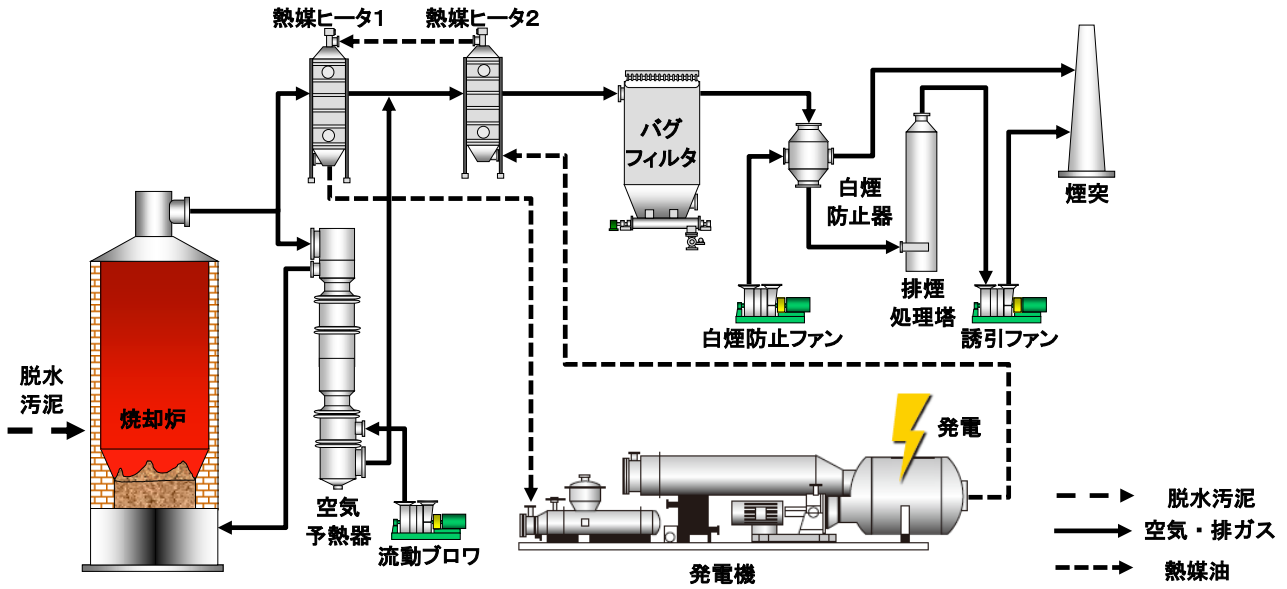 熱媒ヒータ1
熱媒ヒータ2
バグ
フィルタ
白煙
防止器
煙突
排煙
処理塔
白煙防止ファン
誘引ファン
脱水
汚泥
焼却炉
発電
空気
予熱器
流動ブロワ
発電機
脱水汚泥
空気・排ガス
熱媒油